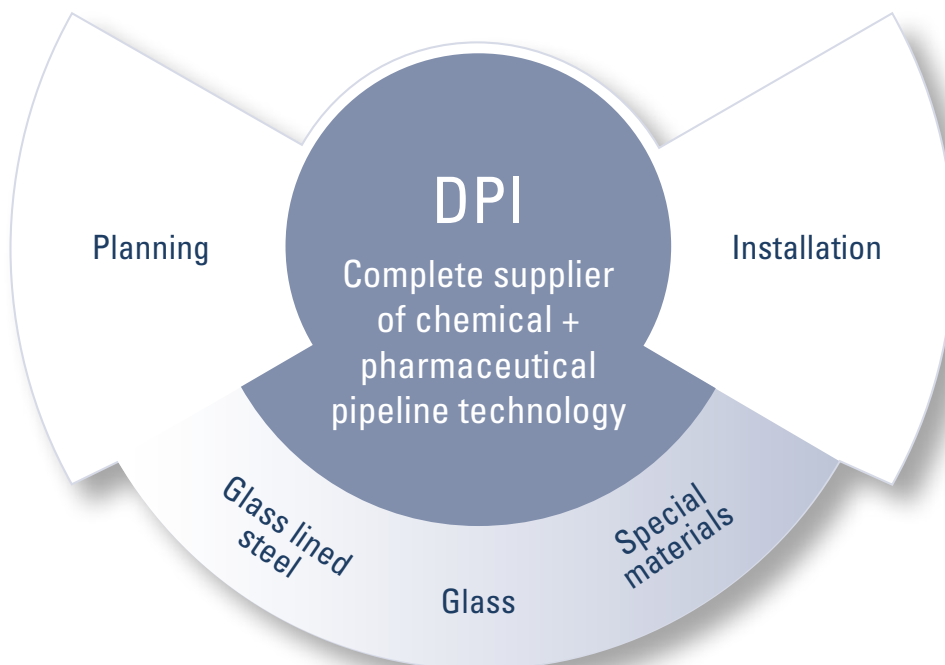 DPI
Complete supplier
of chemical +
pharmaceutical
pipeline technology
Planning
Installation
Glass lined
steel
Glass
Special
materials